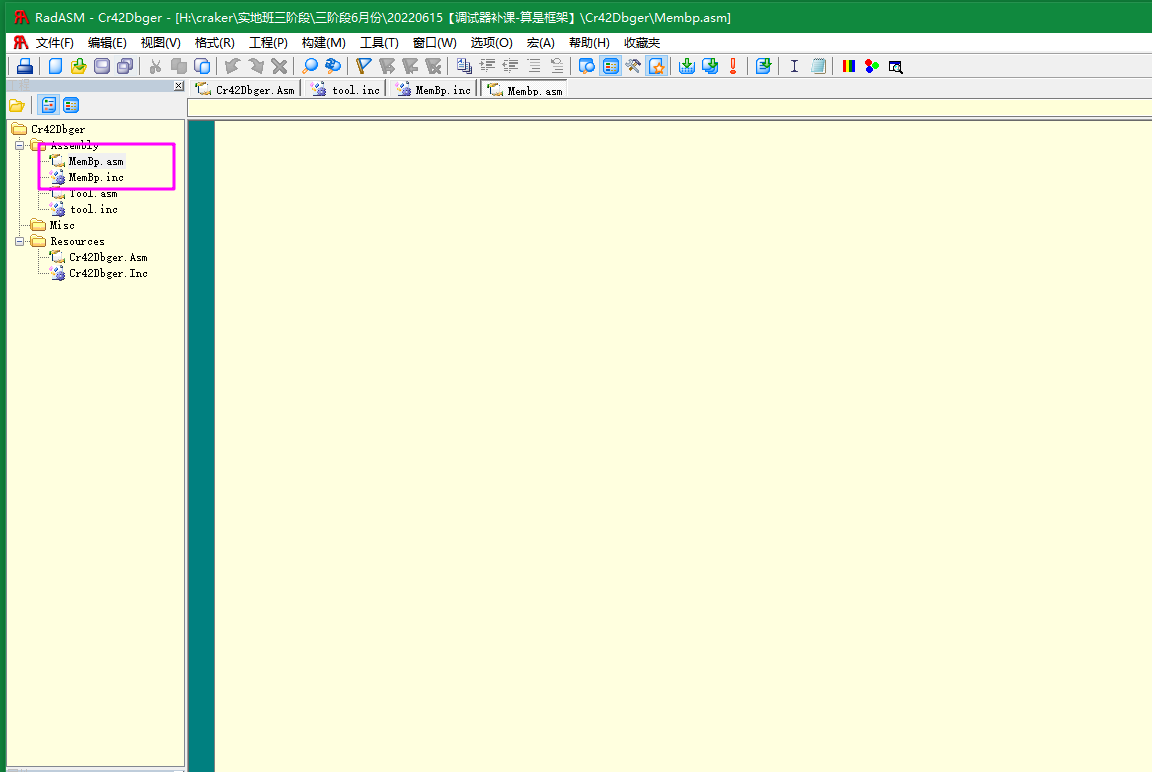 RadASM - Cr42Dbger - [H:\craker\实地班三阶段\三阶段6月份\20220615【调试器补课-算是框架】\Cr42Dbger\Membp.asm]
文件(F) 编辑(E) 视图(V) 格式(R) 工程(P) 构建(M) 工具(T) 窗口(W) 选项(O) 宏(A) 帮助(H) 收藏夹
Cr42Dbger.Asm tool.inc MemBp.inc Membp.asm
Cr42Dbger
Assembly
MemBp.asm
MemBp.inc
Tool.asm
tool.inc
Misc
Resources
Cr42Dbger.Asm
Cr42Dbger.Inc